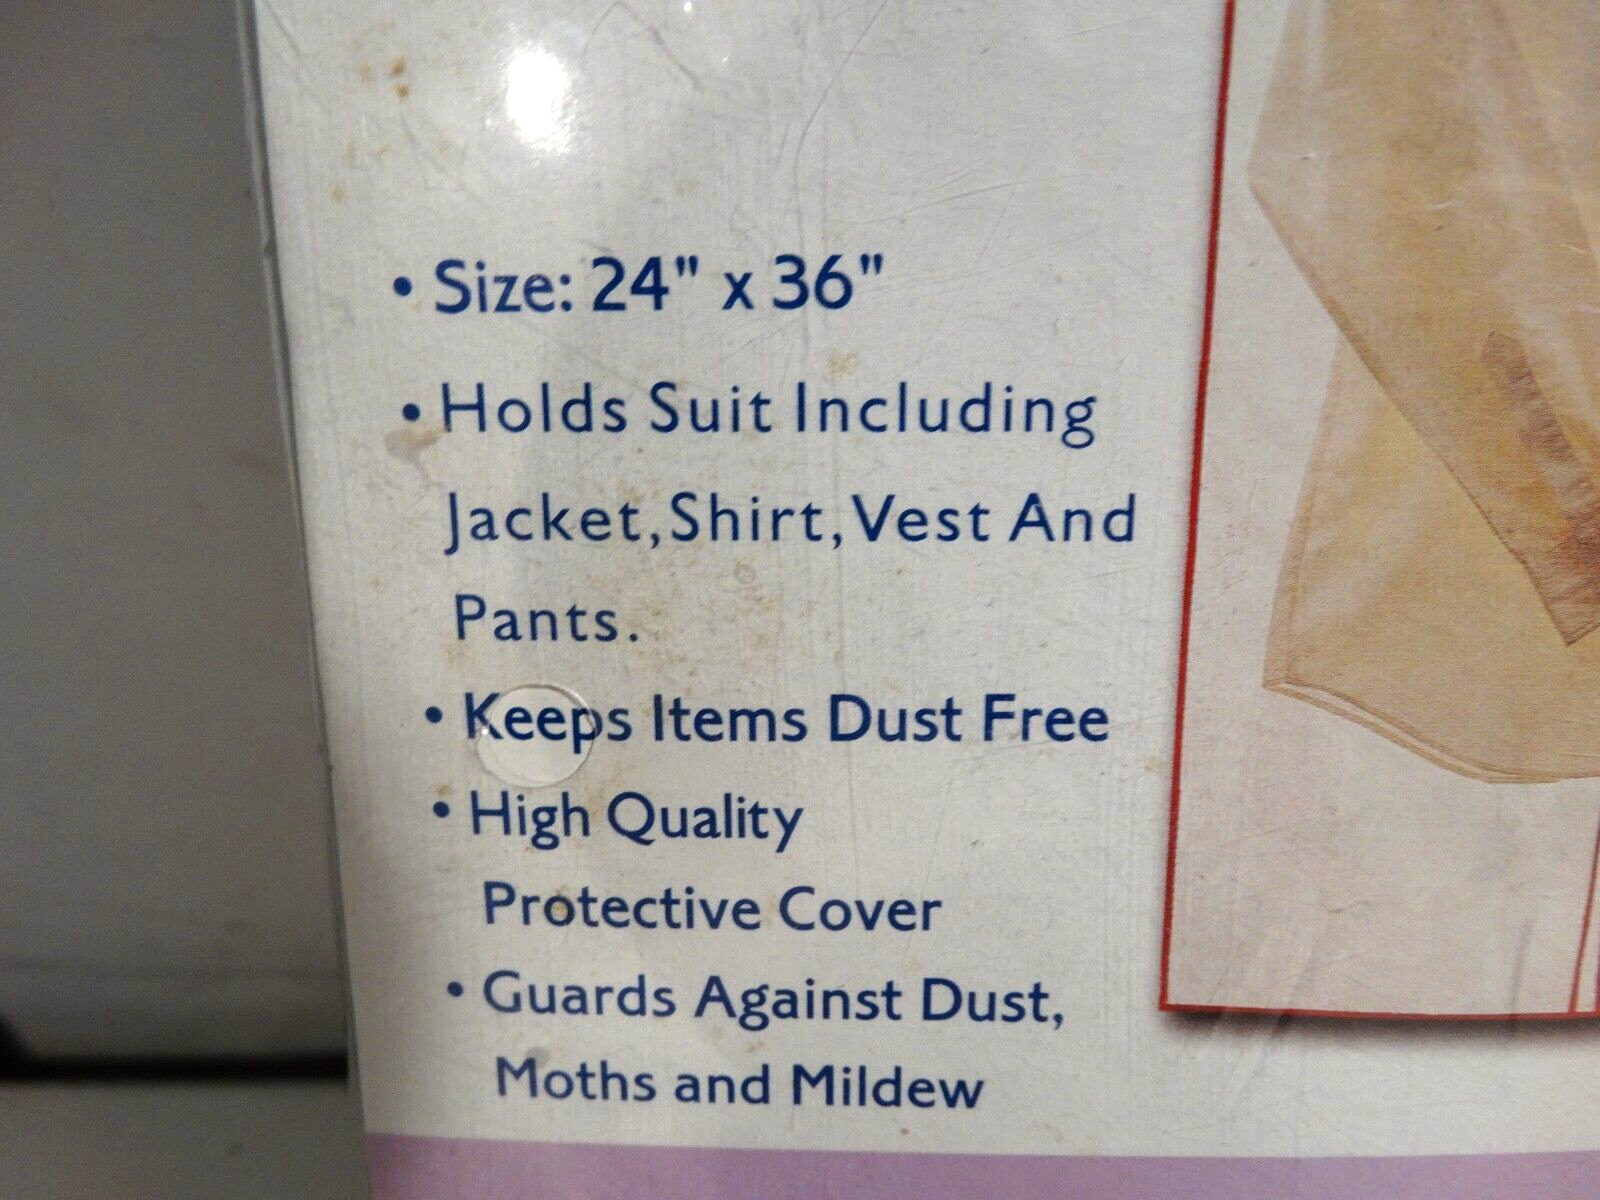 • Size: 24" x 36"
• Holds Suit Including
Jacket, Shirt, Vest And
Pants.
• Keeps Items Dust Free
• High Quality
Protective Cover
• Guards Against Dust,
Moths and Mildew